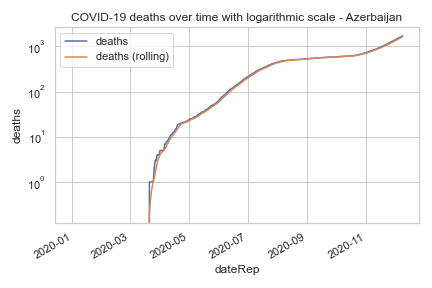 COVID-19 deaths over time with logarithmic scale - Azerbaijan
deaths
deaths (rolling)
10³
10²
10¹
10⁰
deaths
2020-01
2020-03
2020-05
2020-07
2020-09
2020-11
dateRep